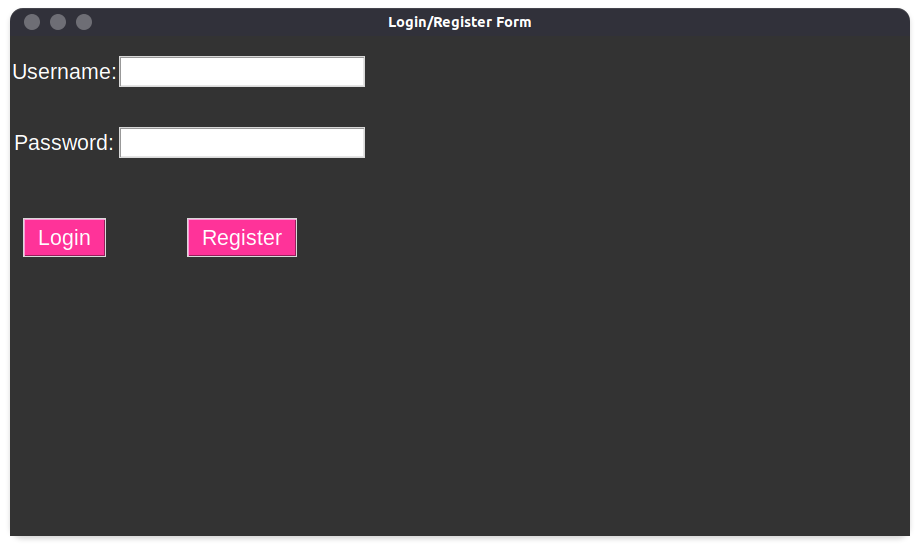 Login/Register Form
Username:
Password:
Login
Register